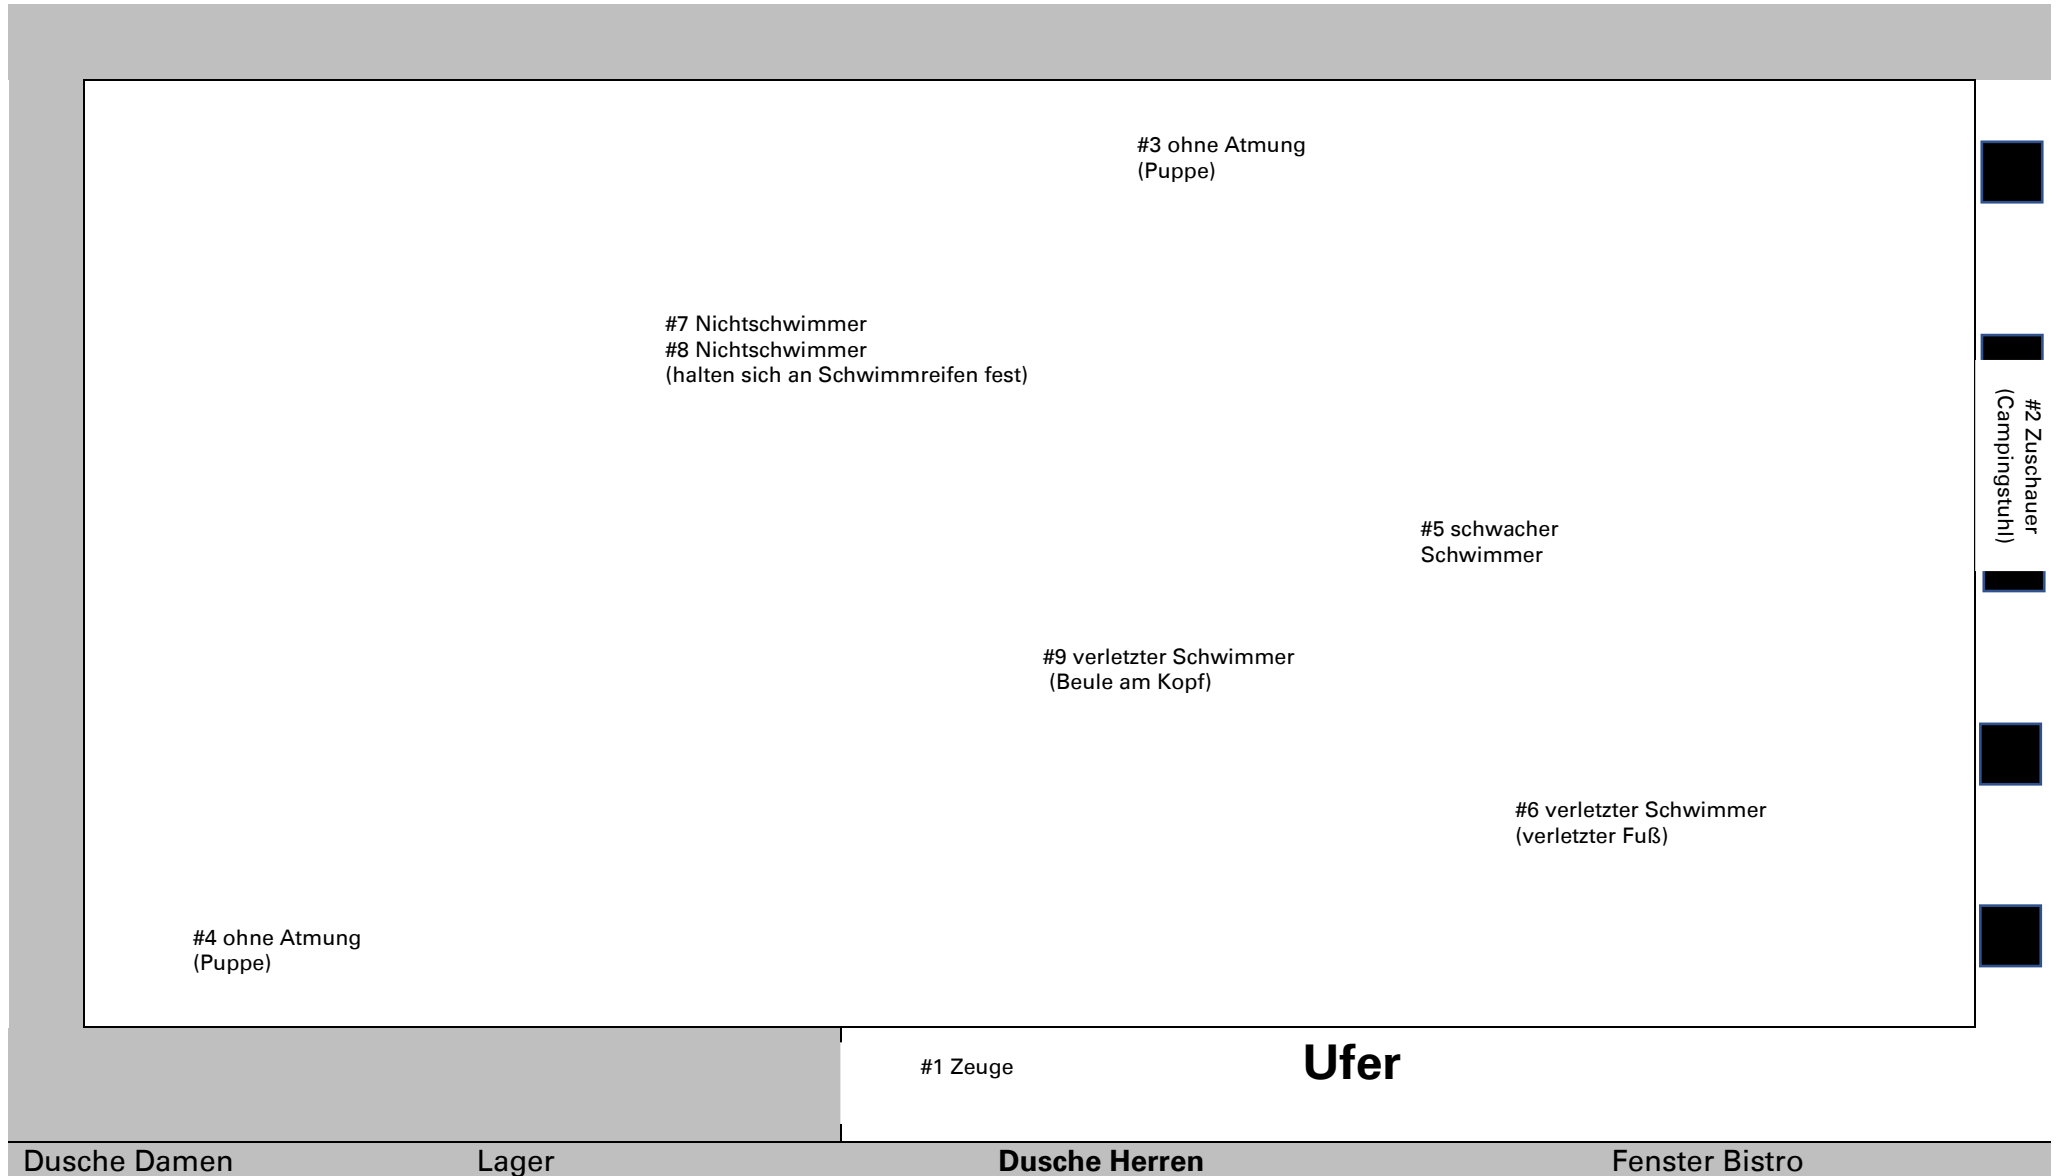 #3 ohne Atmung
(Puppe)
#7 Nichtschwimmer
#8 Nichtschwimmer
(halten sich an Schwimmreifen fest)
#2 Zuschauer
(Campingstuhl)
#5 schwacher
Schwimmer
#9 verletzter Schwimmer
(Beule am Kopf)
#6 verletzter Schwimmer
(verletzter Fuß)
#4 ohne Atmung
(Puppe)
#1 Zeuge
Ufer
Dusche Damen
Lager
Dusche Herren
Fenster Bistro